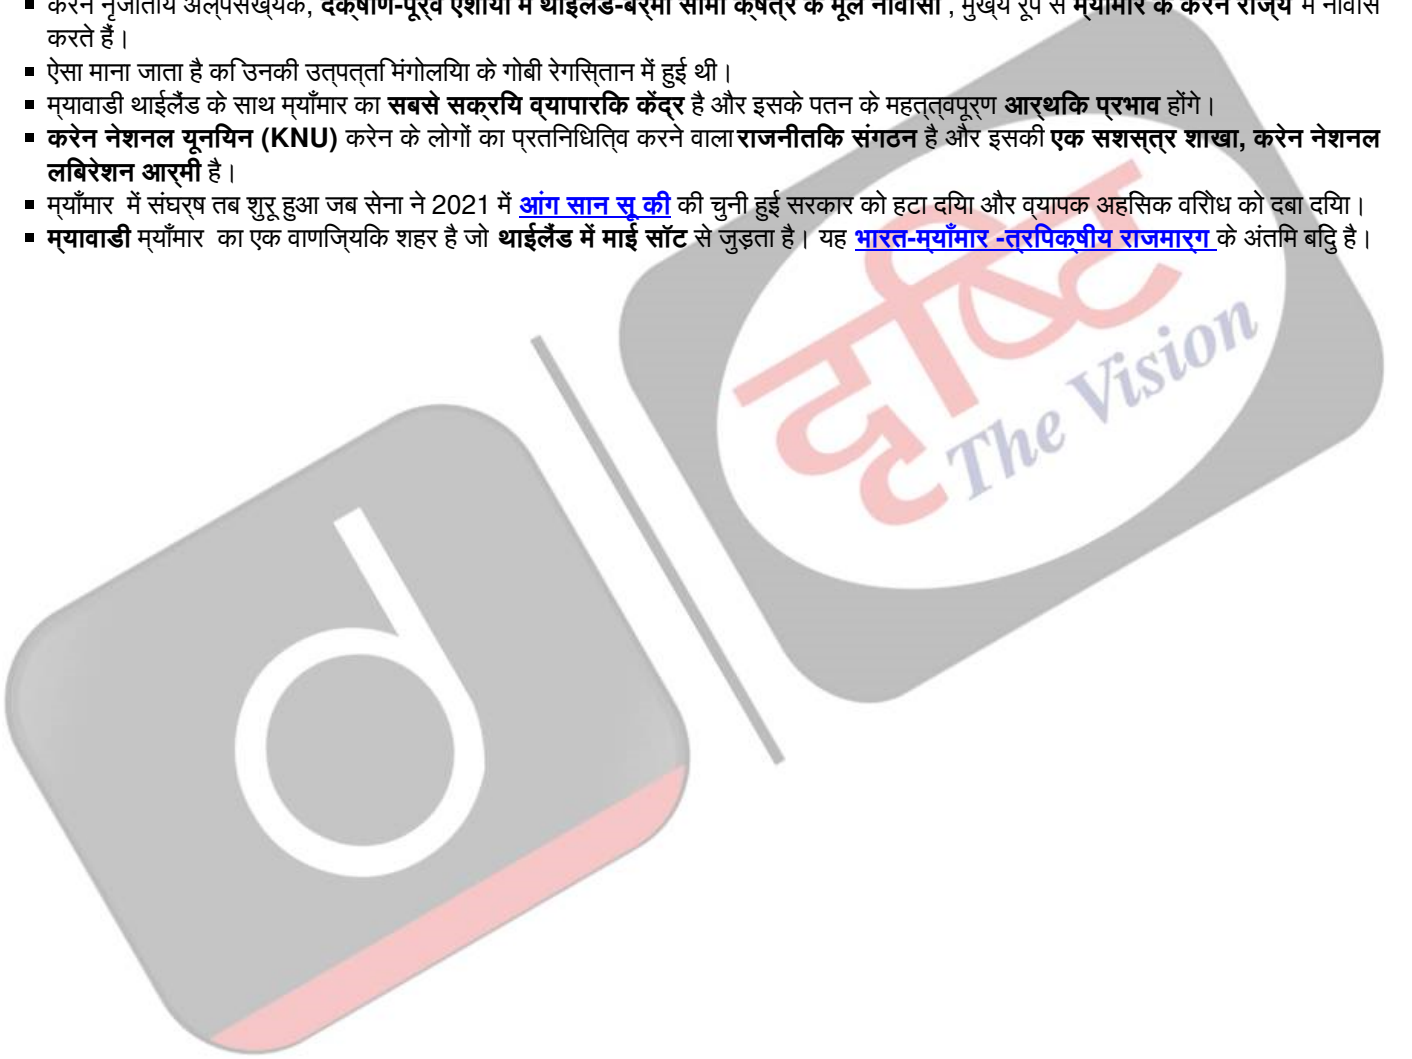 करेन नृजातीय अल्पसंख्यक, दक्षिण-पूर्व एशिया में थाईलैंड-बर्मा सीमा क्षेत्र के मूल निवासी , मुख्य रूप से म्याँमार के करेन राज्य में निवास
करते हैं।
ऐसा माना जाता है कि उनकी उत्पत्ति मंगोलिया के गोबी रेगिस्तान में हुई थी।
म्यावाडी थाईलैंड के साथ म्याँमार का सबसे सक्रिय व्यापारिक केंद्र है और इसके पतन के महत्त्वपूर्ण आर्थिक प्रभाव होंगे।
करेन नेशनल यूनियन (KNU) करेन के लोगों का प्रतिनिधित्व करने वाला राजनीतिक संगठन है और इसकी एक सशस्त्र शाखा, करेन नेशनल
लिबरेशन आर्मी है।
म्याँमार में संघर्ष तब शुरू हुआ जब सेना ने 2021 में आंग सान सू की की चुनी हुई सरकार को हटा दिया और व्यापक अहिंसक विरोध को दबा दिया।
म्यावाडी म्याँमार का एक वाणिज्यिक शहर है जो थाईलैंड में माई सॉट से जुड़ता है। यह भारत-म्याँमार -त्रिपक्षीय राजमार्ग के अंतिम बिंदु है।
दृष्टि
The Vision
d